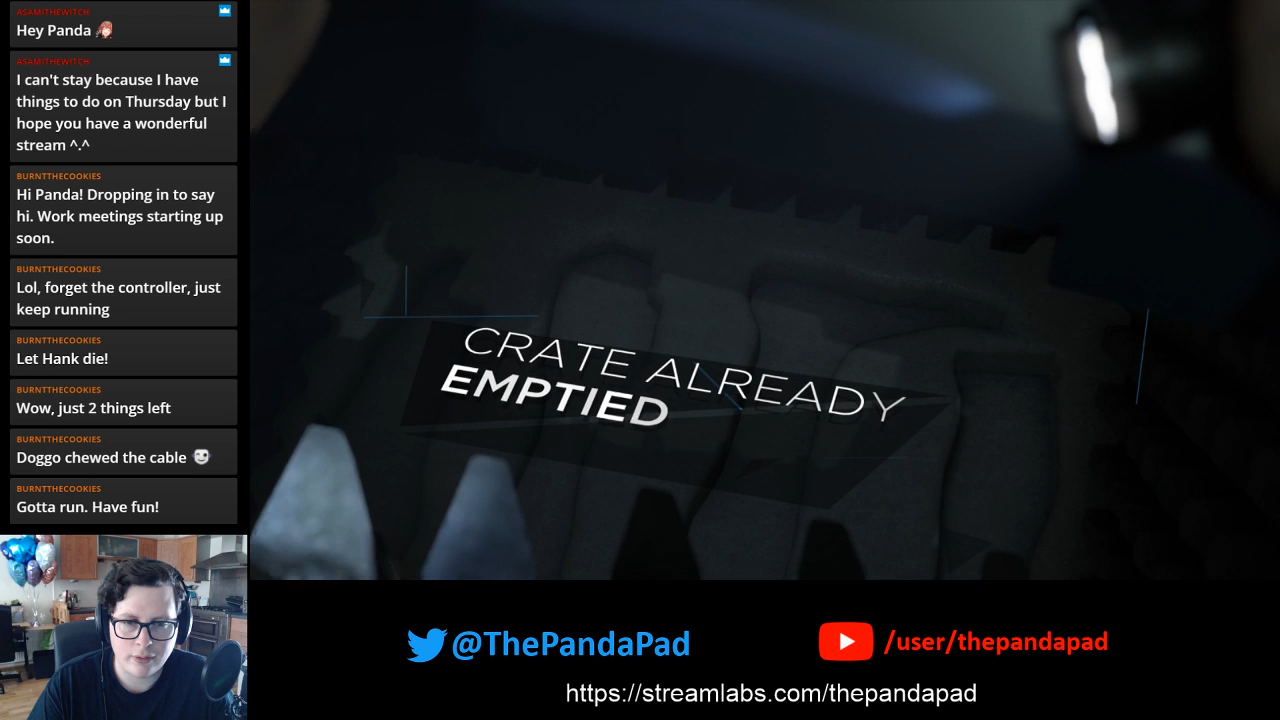 ASAMITHEWITCH
Hey Panda
ASAMITHEWITCH
I can't stay because I have
things to do on Thursday but I
hope you have a wonderful
stream ^.^
BURNTTHECOOKIES
Hi Panda! Dropping in to say
hi. Work meetings starting up
soon.
BURNTTHECOOKIES
Lol, forget the controller, just
keep running
BURNTTHECOOKIES
Let Hank die!
BURNTTHECOOKIES
Wow, just 2 things left
BURNTTHECOOKIES
Doggo chewed the cable
BURNTTHECOOKIES
Gotta run. Have fun!
CRATE ALREADY
EMPTIED
@ThePandaPad
/user/thepandapad
https://streamlabs.com/thepandapad